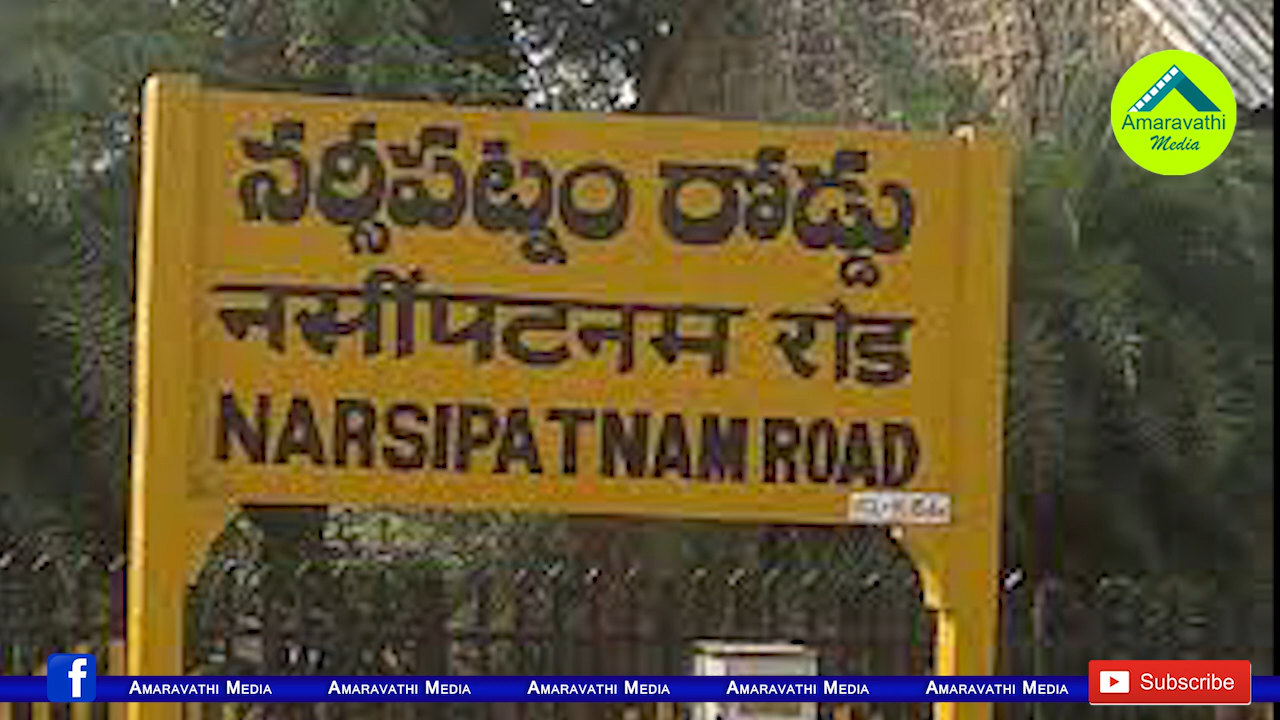 నర్సీపట్నం రోడ్డు
नर्सीपटनम रोड
NARSIPATNAM ROAD
Amaravathi
Media
AMARAVATHI MEDIA AMARAVATHI MEDIA AMARAVATHI MEDIA AMARAVATHI MEDIA AMARAVATHI MEDIA
Subscribe